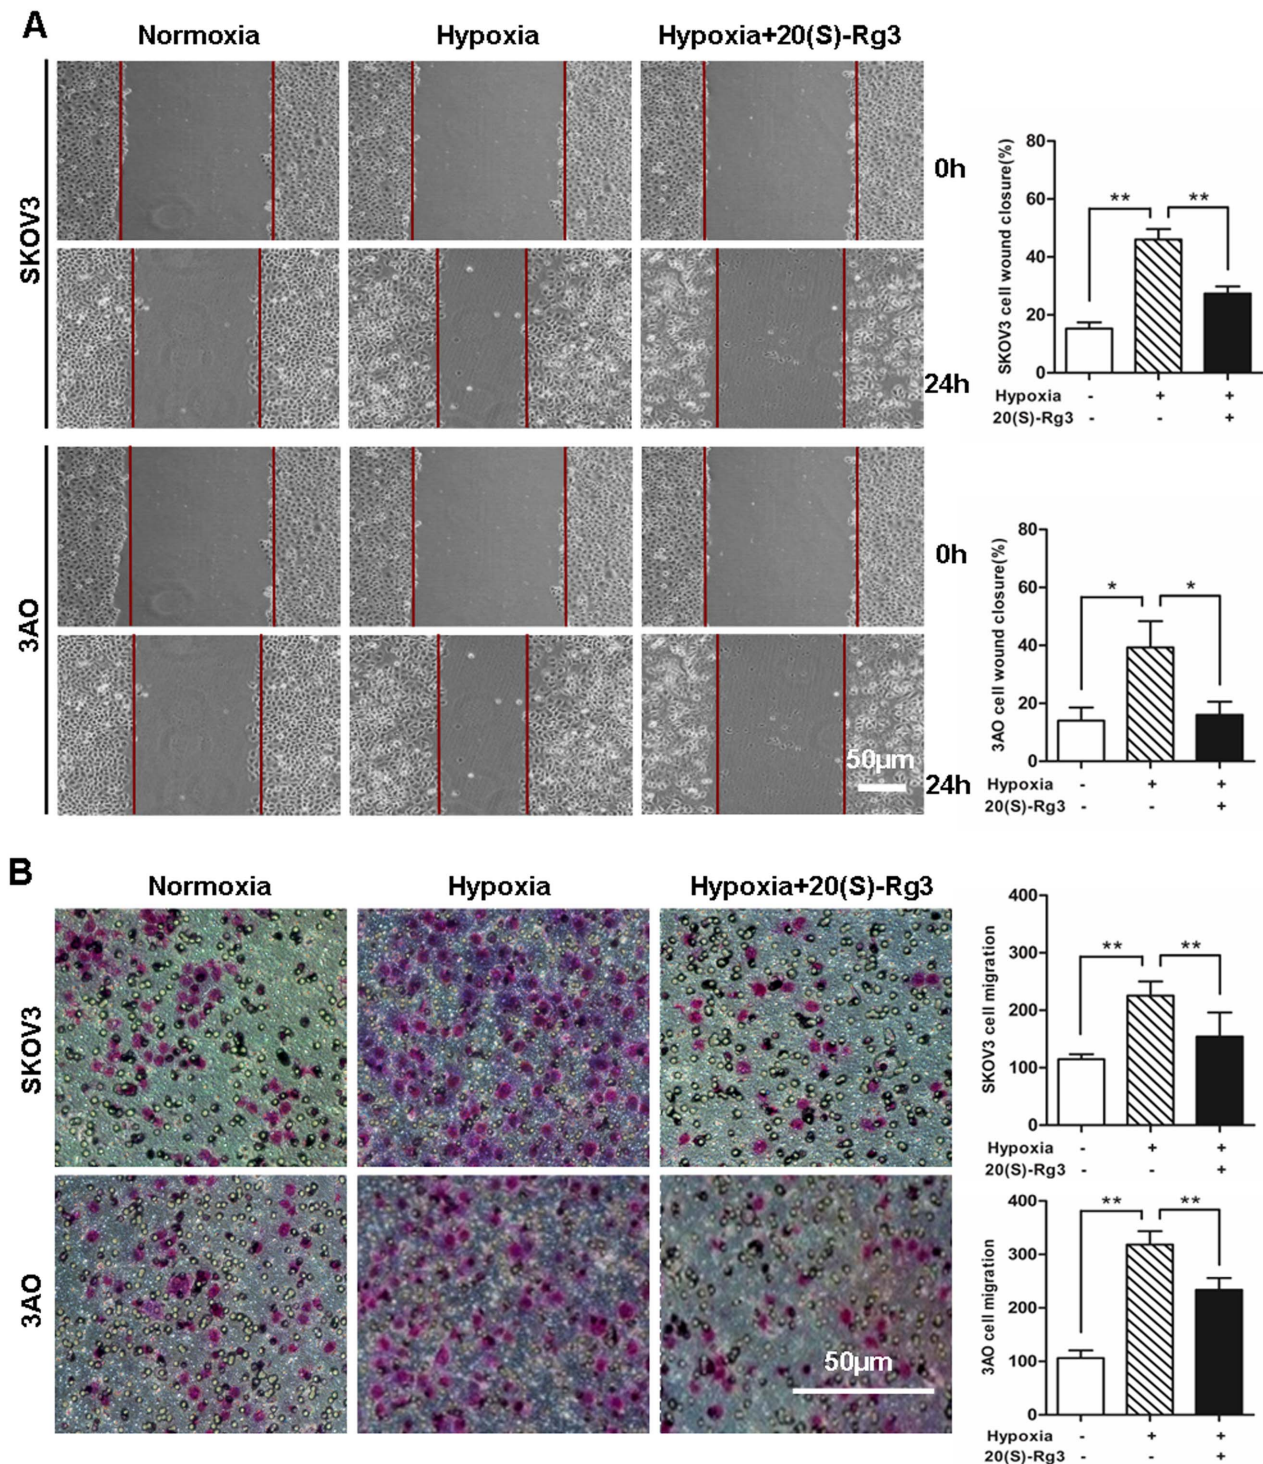 A
Normoxia Hypoxia Hypoxia+20(S)-Rg3
SKOV3
0h
24h
80
60
40
20
0
SKOV3 cell wound closure(%)
** **
Hypoxia - + +
20(S)-Rg3 - - +
3AO
0h
50μm
24h
80
60
40
20
0
3AO cell wound closure(%)
* *
Hypoxia - + +
20(S)-Rg3 - - +
B
Normoxia Hypoxia Hypoxia+20(S)-Rg3
SKOV3
400
300
200
100
0
SKOV3 cell migration
** **
Hypoxia - + +
20(S)-Rg3 - - +
3AO
50μm
400
300
200
100
0
3AO cell migration
** **
Hypoxia - + +
20(S)-Rg3 - - +